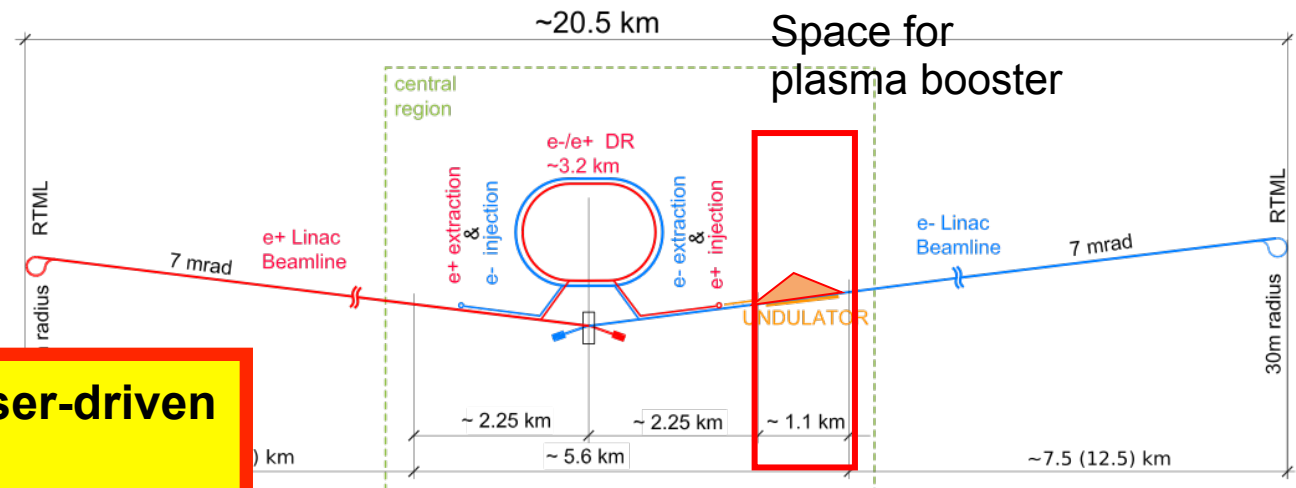 ~20.5 km
Space for
plasma booster
central
region
e-/e+ DR
~3.2 km
e+ extraction
&
e- injection
e- extraction
&
e+ injection
RTML
e+ Linac
Beamline
7 mrad
e- Linac
Beamline
7 mrad
RTML
UNDULATOR
radius
30m radius
ser-driven
~ 2.25 km
~ 2.25 km
~ 1.1 km
) km
~ 5.6 km
~7.5 (12.5) km